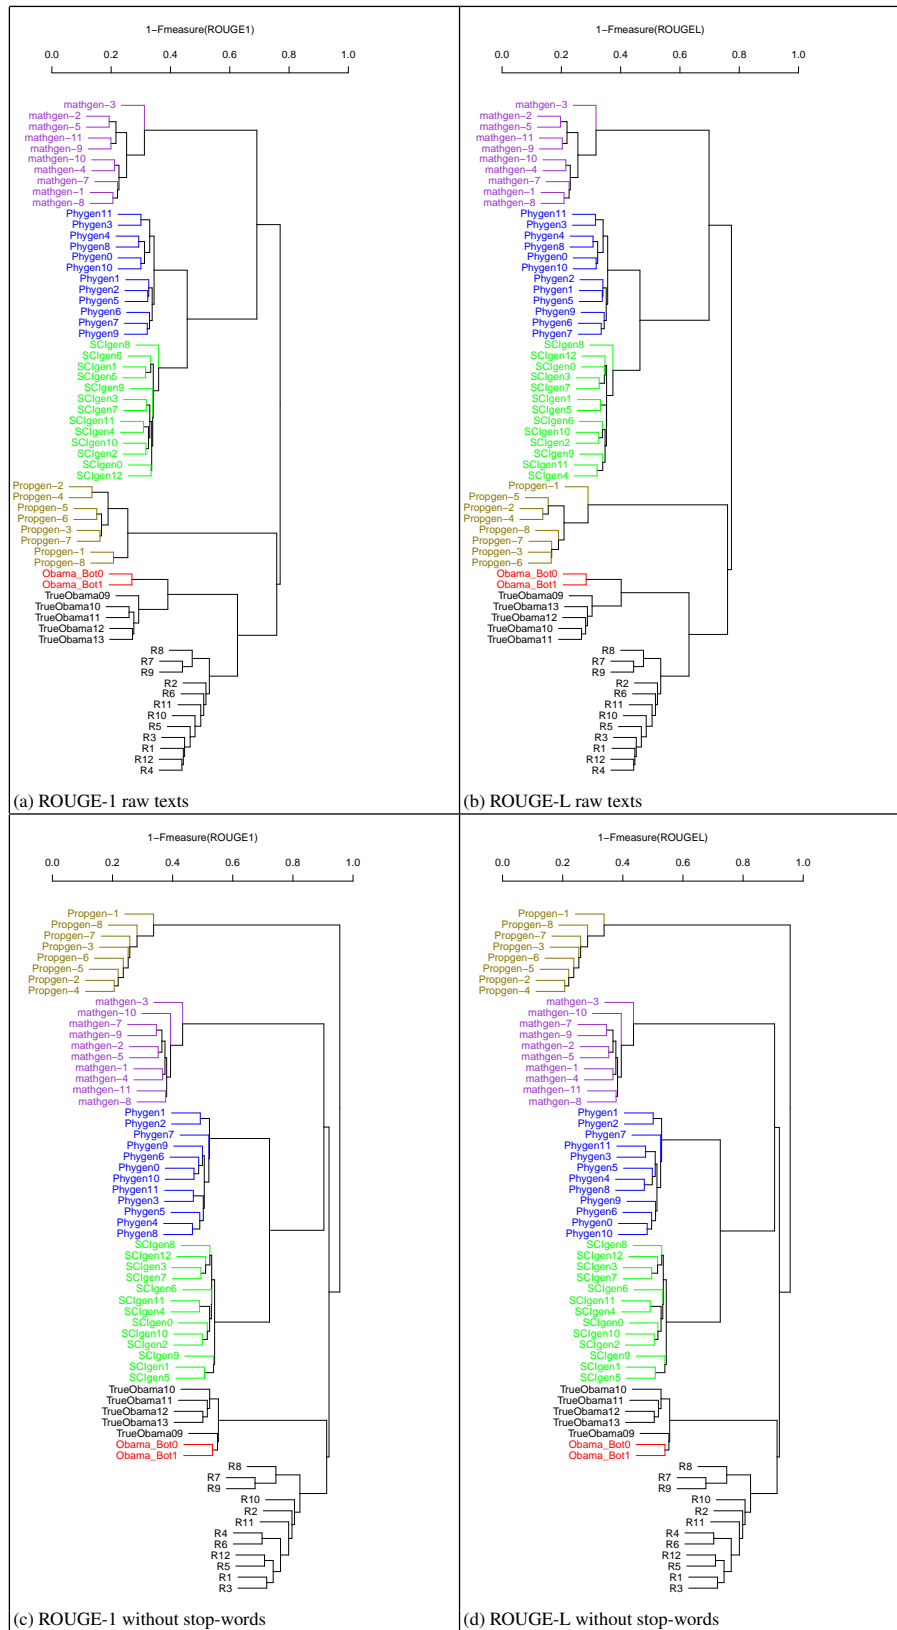 1−Fmeasure(ROUGE1)
0.0 0.2 0.4 0.6 0.8 1.0
mathgen−3
mathgen−2
mathgen−5
mathgen−11
mathgen−9
mathgen−10
mathgen−4
mathgen−7
mathgen−1
mathgen−8
Phygen11
Phygen3
Phygen4
Phygen8
Phygen0
Phygen10
Phygen1
Phygen2
Phygen5
Phygen6
Phygen7
Phygen9
SCIgen8
SCIgen6
SCIgen1
SCIgen5
SCIgen9
SCIgen3
SCIgen7
SCIgen11
SCIgen4
SCIgen10
SCIgen2
SCIgen0
SCIgen12
Propgen−2
Propgen−4
Propgen−5
Propgen−6
Propgen−3
Propgen−7
Propgen−1
Propgen−8
Obama_Bot0
Obama_Bot1
TrueObama09
TrueObama10
TrueObama11
TrueObama12
TrueObama13
R8
R7
R9
R2
R6
R11
R10
R5
R3
R1
R12
R4
(a) ROUGE-1 raw texts
1−Fmeasure(ROUGEL)
0.0 0.2 0.4 0.6 0.8 1.0
mathgen−3
mathgen−2
mathgen−5
mathgen−11
mathgen−9
mathgen−10
mathgen−4
mathgen−7
mathgen−1
mathgen−8
Phygen11
Phygen3
Phygen4
Phygen8
Phygen0
Phygen10
Phygen2
Phygen1
Phygen5
Phygen9
Phygen6
Phygen7
SCIgen8
SCIgen12
SCIgen0
SCIgen3
SCIgen7
SCIgen1
SCIgen5
SCIgen6
SCIgen10
SCIgen2
SCIgen9
SCIgen11
SCIgen4
Propgen−1
Propgen−5
Propgen−2
Propgen−4
Propgen−8
Propgen−7
Propgen−3
Propgen−6
Obama_Bot0
Obama_Bot1
TrueObama09
TrueObama13
TrueObama12
TrueObama10
TrueObama11
R8
R7
R9
R2
R6
R11
R10
R5
R3
R1
R12
R4
(b) ROUGE-L raw texts
1−Fmeasure(ROUGE1)
0.0 0.2 0.4 0.6 0.8 1.0
Propgen−1
Propgen−8
Propgen−7
Propgen−3
Propgen−6
Propgen−5
Propgen−2
Propgen−4
mathgen−3
mathgen−10
mathgen−7
mathgen−9
mathgen−2
mathgen−5
mathgen−1
mathgen−4
mathgen−11
mathgen−8
Phygen1
Phygen2
Phygen7
Phygen9
Phygen6
Phygen0
Phygen10
Phygen11
Phygen3
Phygen5
Phygen4
Phygen8
SCIgen8
SCIgen12
SCIgen3
SCIgen7
SCIgen6
SCIgen11
SCIgen4
SCIgen0
SCIgen10
SCIgen2
SCIgen9
SCIgen1
SCIgen5
TrueObama10
TrueObama11
TrueObama12
TrueObama13
TrueObama09
Obama_Bot0
Obama_Bot1
R8
R7
R9
R10
R2
R11
R4
R6
R12
R5
R1
R3
(c) ROUGE-1 without stop-words
1−Fmeasure(ROUGEL)
0.0 0.2 0.4 0.6 0.8 1.0
Propgen−1
Propgen−8
Propgen−7
Propgen−3
Propgen−6
Propgen−5
Propgen−2
Propgen−4
mathgen−3
mathgen−10
mathgen−7
mathgen−9
mathgen−2
mathgen−5
mathgen−1
mathgen−4
mathgen−11
mathgen−8
Phygen1
Phygen2
Phygen7
Phygen11
Phygen3
Phygen5
Phygen4
Phygen8
Phygen9
Phygen6
Phygen0
Phygen10
SCIgen8
SCIgen12
SCIgen3
SCIgen7
SCIgen6
SCIgen11
SCIgen4
SCIgen0
SCIgen10
SCIgen2
SCIgen9
SCIgen1
SCIgen5
TrueObama10
TrueObama11
TrueObama12
TrueObama13
TrueObama09
Obama_Bot0
Obama_Bot1
R8
R7
R9
R10
R2
R11
R4
R6
R12
R5
R1
R3
(d) ROUGE-L without stop-words